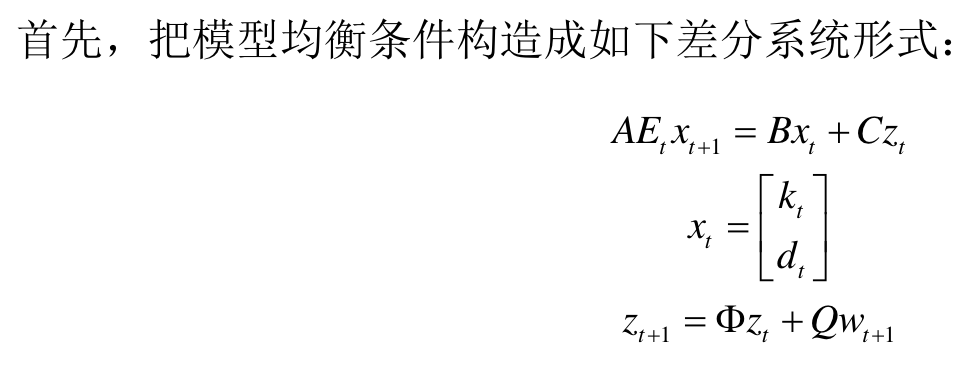 首先，把模型均衡条件构造成如下差分系统形式：
$AE_t x_{t+1} = Bx_t + Cz_t$
$x_t = \begin{bmatrix} k_t \\ d_t \end{bmatrix}$
$z_{t+1} = \Phi z_t + Qw_{t+1}$